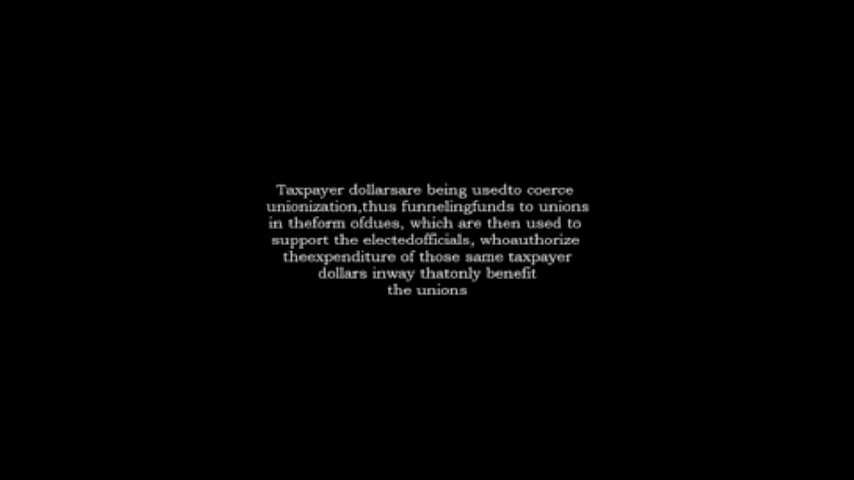 Taxpayer dollarsare being usedto coerce
unionization,thus funnelingfunds to unions
in theform ofdues, which are then used to
support the electedofficials, whoauthorize
theexpenditure of those same taxpayer
dollars inway thatonly benefit
the unions